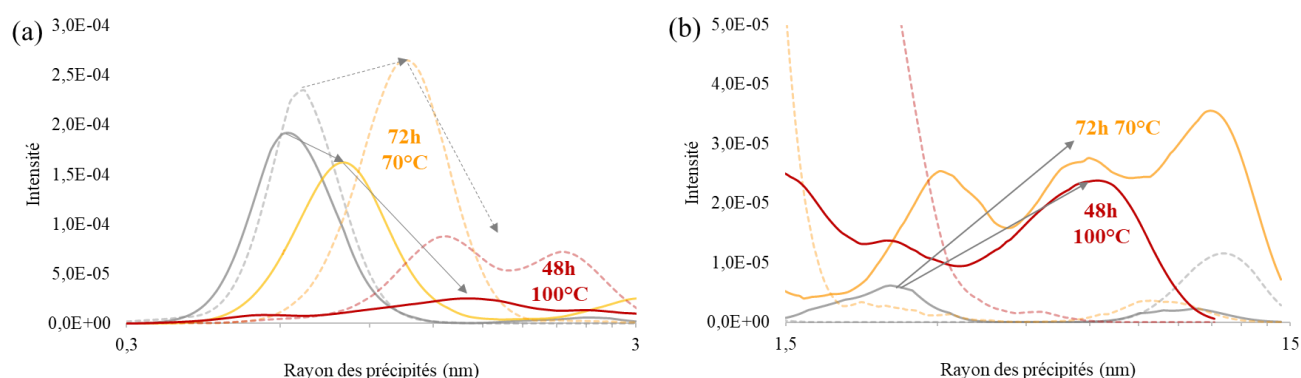 (a)
3,0E-04
2,5E-04
2,0E-04
1,5E-04
1,0E-04
5,0E-05
0,0E+00
Intensité
72h
70°C
48h
100°C
0,3
3
Rayon des précipités (nm)
(b)
5,0E-05
4,0E-05
3,0E-05
2,0E-05
1,0E-05
0,0E+00
Intensité
72h 70°C
48h
100°C
1,5
15
Rayon des précipités (nm)